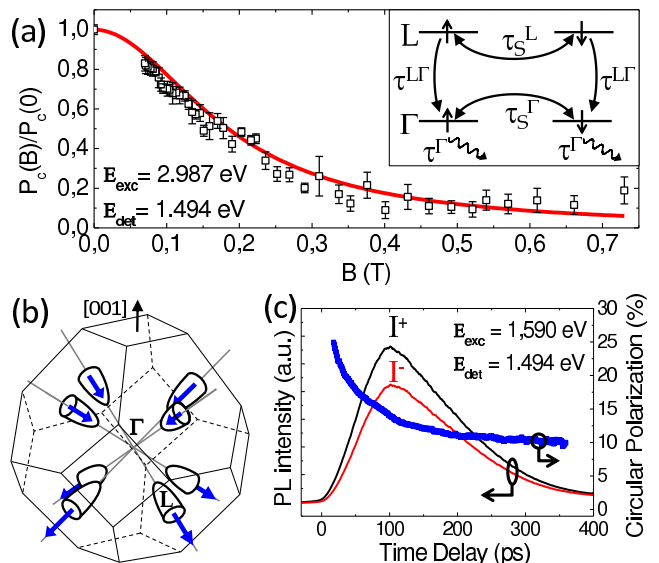 (a)
P_c(B)/P_c(0)
1,0
0,8
0,6
0,4
0,2
0,0
E_exc = 2.987 eV
E_det = 1.494 eV
0,0 0,1 0,2 0,3 0,4 0,5 0,6 0,7
B (T)
L
τ_S^L
τ^LΓ τ^LΓ
τ_S^Γ
Γ
τ^Γ τ^Γ
(b)
[001]
Γ
L
(c)
PL intensity (a.u.)
I⁺
I⁻
E_exc = 1,590 eV
E_det = 1.494 eV
30
25
20
15
10
5
0
Circular Polarization (%)
0 100 200 300 400
Time Delay (ps)